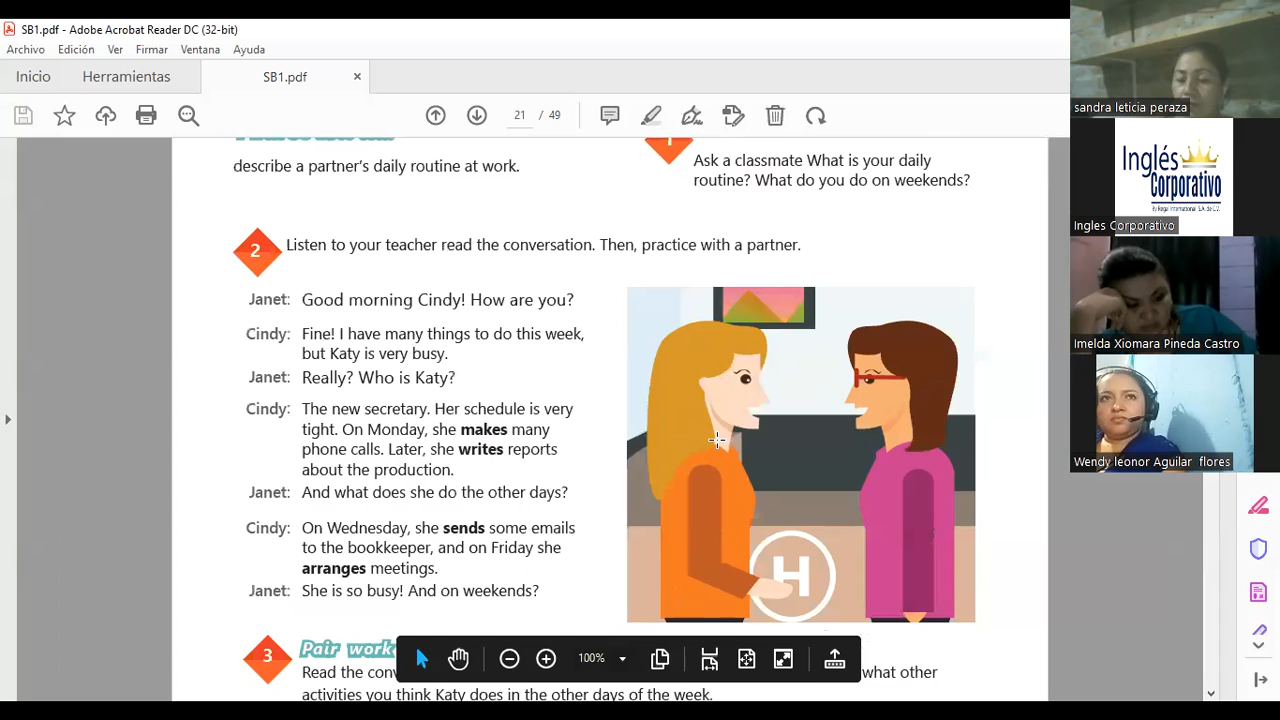 SB1.pdf - Adobe Acrobat Reader DC (32-bit)
Archivo Edición Ver Firmar Ventana Ayuda
Inicio Herramientas SB1.pdf ×
21 / 49
describe a partner's daily routine at work.
1
Ask a classmate What is your daily
routine? What do you do on weekends?
2
Listen to your teacher read the conversation. Then, practice with a partner.
Janet: Good morning Cindy! How are you?
Cindy: Fine! I have many things to do this week,
but Katy is very busy.
Janet: Really? Who is Katy?
Cindy: The new secretary. Her schedule is very
tight. On Monday, she makes many
phone calls. Later, she writes reports
about the production.
Janet: And what does she do the other days?
Cindy: On Wednesday, she sends some emails
to the bookkeeper, and on Friday she
arranges meetings.
Janet: She is so busy! And on weekends?
H
3
Pair work
Read the conv
what other
activities you think Katy does in the other days of the week.
100%
sandra leticia peraza
Inglés
Corporativo
By Rega International S.A. de C.V.
Ingles Corporativo
Imelda Xiomara Pineda Castro
Wendy leonor Aguilar flores